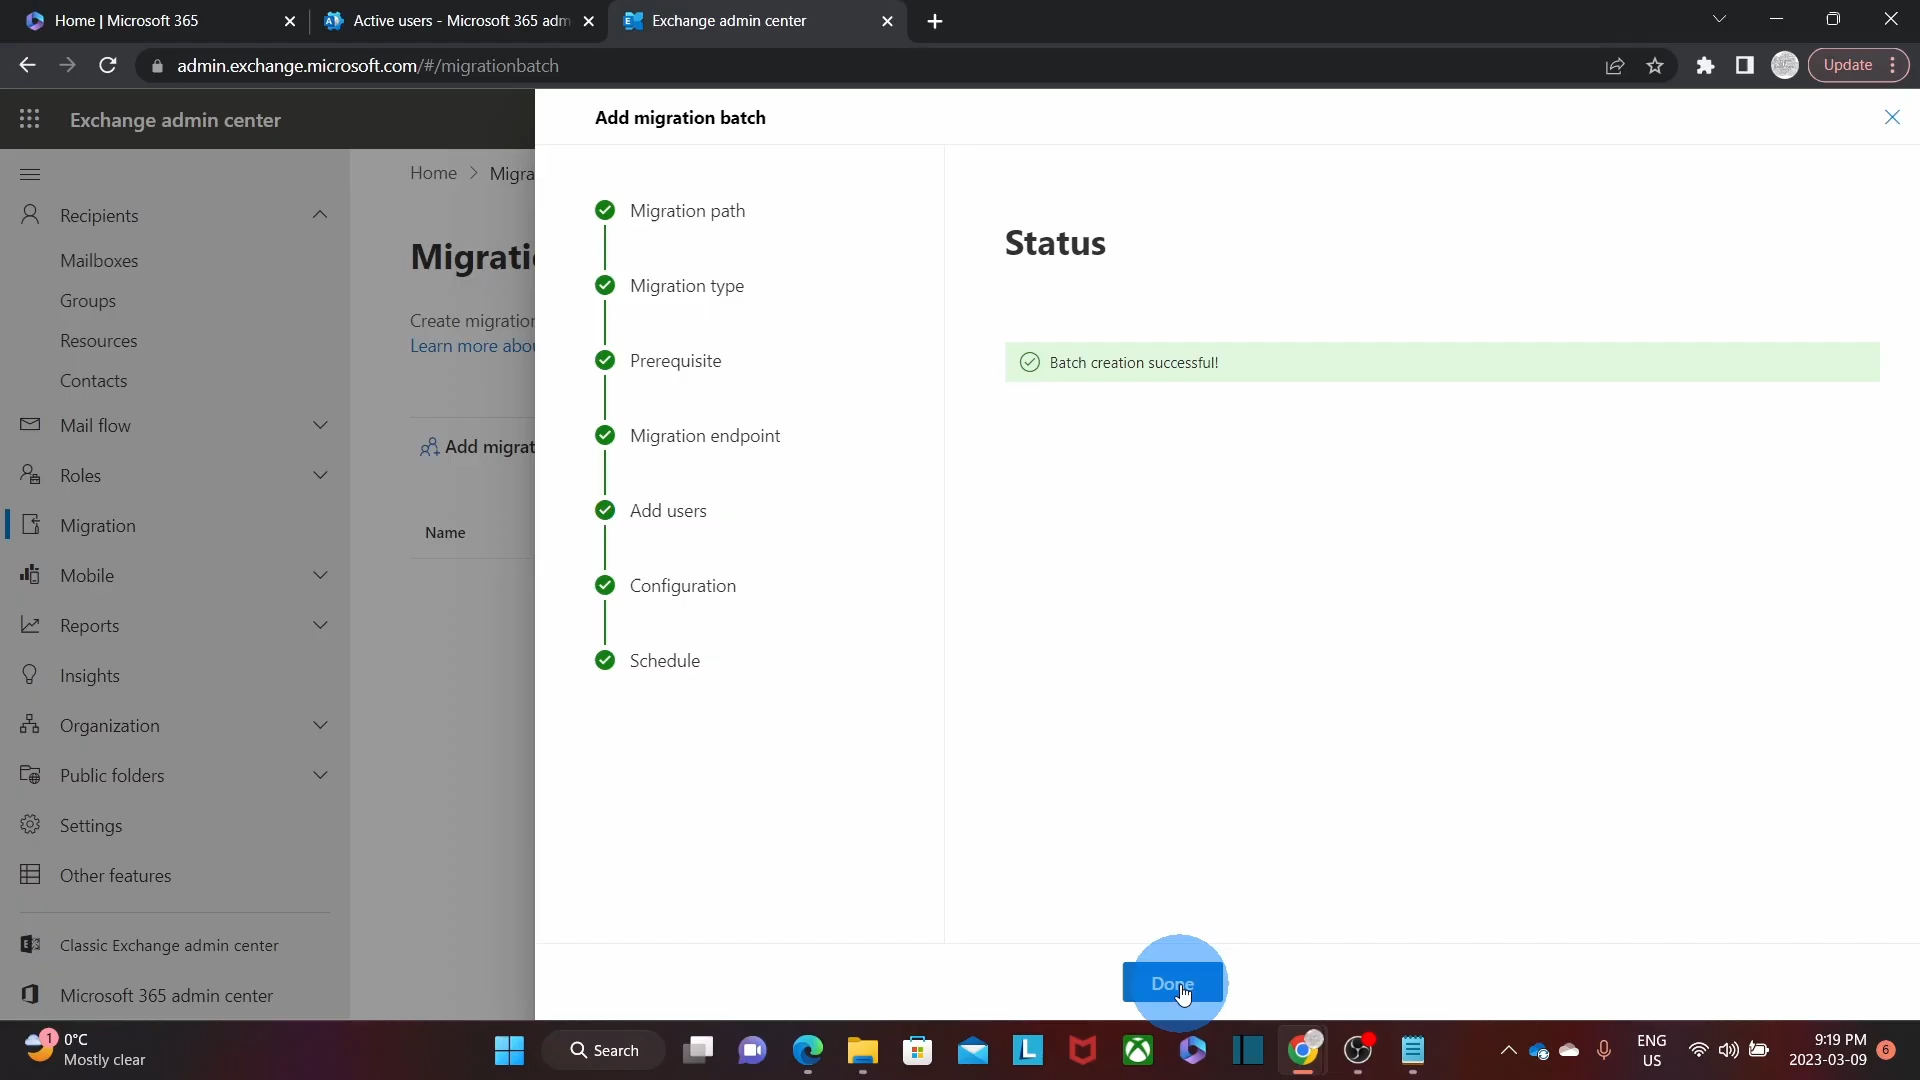 Home | Microsoft 365
Active users - Microsoft 365 adm
Exchange admin center
admin.exchange.microsoft.com/#/migrationbatch
Update
Exchange admin center
Recipients
Mailboxes
Groups
Resources
Contacts
Mail flow
Roles
Migration
Mobile
Reports
Insights
Organization
Public folders
Settings
Other features
Classic Exchange admin center
Microsoft 365 admin center
Home > Migra
Migrati
Create migration
Learn more abou
Add migrat
Name
Add migration batch
Migration path
Migration type
Prerequisite
Migration endpoint
Add users
Configuration
Schedule
Status
Batch creation successful!
Done
1
0°C
Mostly clear
Search
ENG
US
9:19 PM
2023-03-09
6